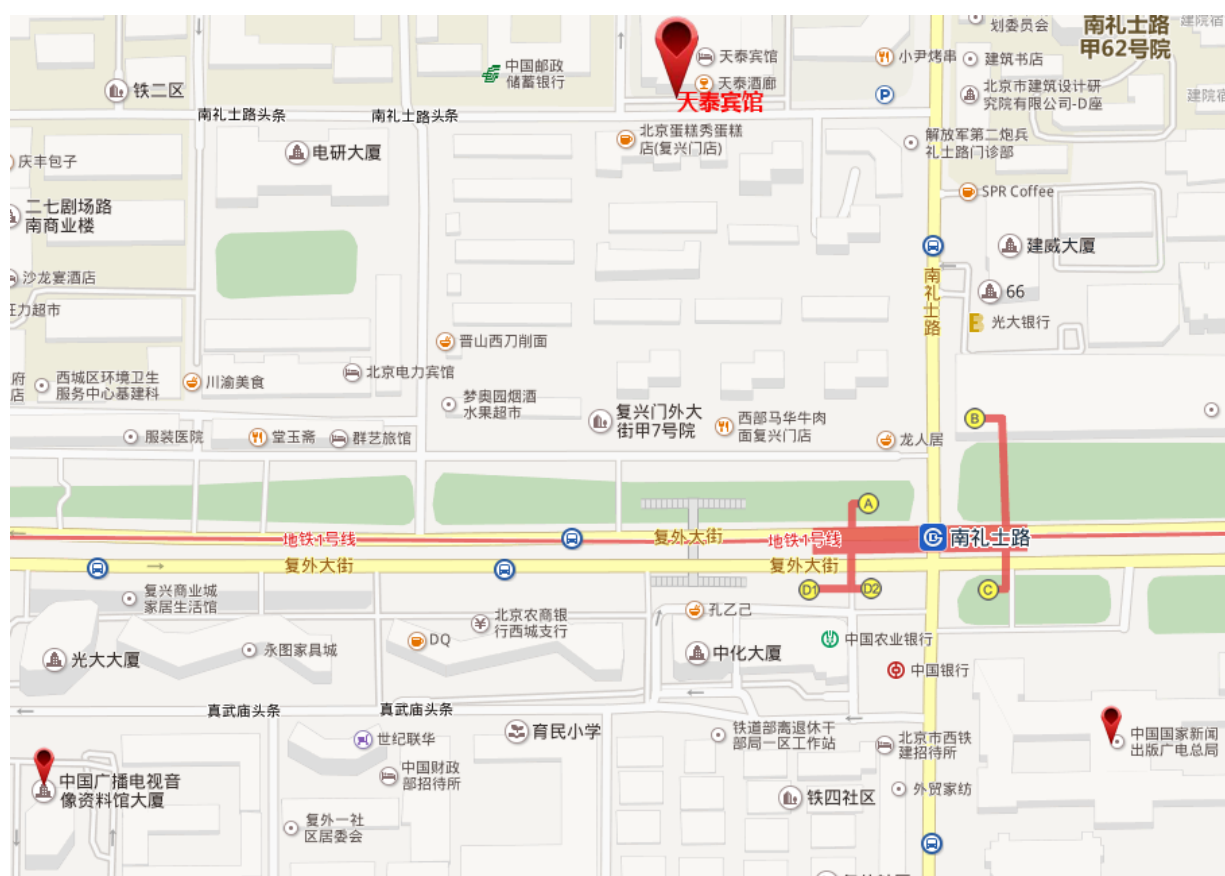 划委员会
南礼士路
甲62号院
建院宿
天泰宾馆
小尹烤串
建筑书店
中国邮政
储蓄银行
天泰酒廊
铁二区
P
北京市建筑设计研
究院有限公司-D座
建院宿
天泰宾馆
南礼士路头条
南礼士路头条
北京蛋糕秀蛋糕
店(复兴门店)
解放军第二炮兵
礼士路门诊部
庆丰包子
电研大厦
SPR Coffee
二七剧场路
南商业楼
建威大厦
沙龙宴酒店
南礼士路
66
力超市
光大银行
晋山西刀削面
府
店
西城区环境卫生
服务中心基建科
川渝美食
北京电力宾馆
梦奥园烟酒
水果超市
复兴门外大
街甲7号院
西部马华牛肉
面复兴门店
B
服装医院
堂玉斋
群艺旅馆
龙人居
A
地铁1号线
复外大街
地铁1号线
南礼士路
复外大街
复外大街
D1
D2
C
复兴商业城
家居生活馆
北京农商银
行西城支行
孔乙己
DQ
中国农业银行
光大大厦
永图家具城
中化大厦
中国银行
真武庙头条
真武庙头条
世纪联华
育民小学
铁道部离退休干
部局一区工作站
北京市西铁
建招待所
中国国家新闻
出版广电总局
中国广播电视音
像资料馆大厦
中国财政
部招待所
铁四社区
外贸家纺
复外一社
区居委会